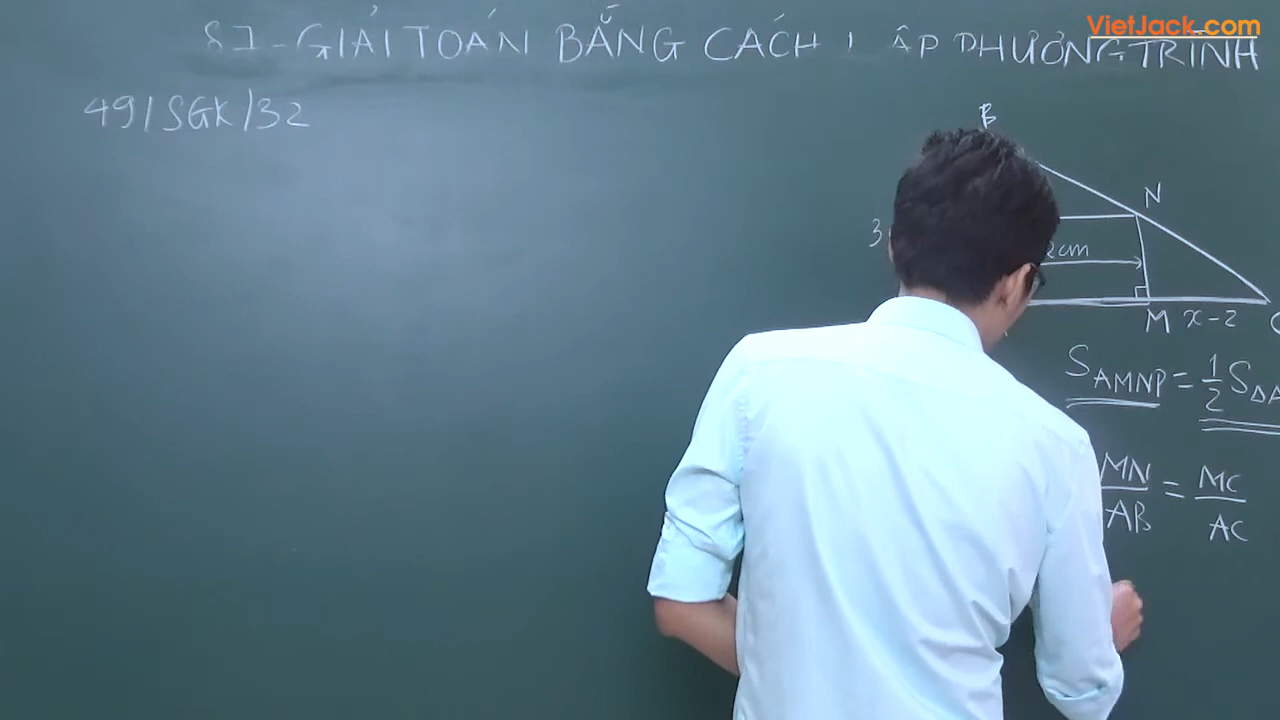 VietJack.com
§7-GIẢI TOÁN BẰNG CÁCH LẬP PHƯƠNG TRÌNH
49/SGK/32
B
N
3
2cm
M x-2
S_AMNP = 1/2 S_ΔA
MN/AB = MC/AC